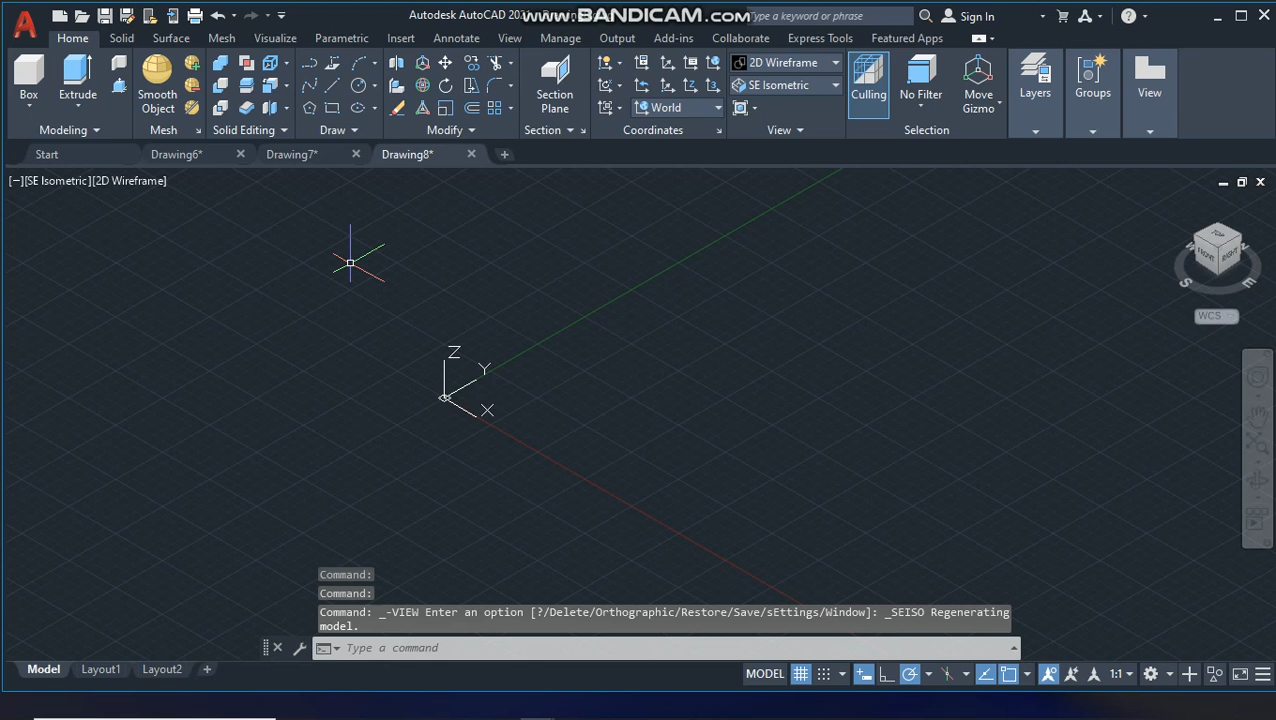 Autodesk AutoCAD 202
www.BANDICAM.com
Type a keyword or phrase
Sign In
Home Solid Surface Mesh Visualize Parametric Insert Annotate View Manage Output Add-ins Collaborate Express Tools Featured Apps
2D Wireframe
SE Isometric
World
Box Extrude Smooth Object Section Plane Culling No Filter Move Gizmo Layers Groups View
Modeling Mesh Solid Editing Draw Modify Section Coordinates View Selection
Start Drawing6* Drawing7* Drawing8*
[−][SE Isometric][2D Wireframe]
TOP
FRONT RIGHT
S E
WCS
Z
Y
X
Command:
Command:
Command: _-VIEW Enter an option [?/Delete/Orthographic/Restore/Save/sEttings/Window]: _SEISO Regenerating
model.
Type a command
Model Layout1 Layout2
MODEL 1:1